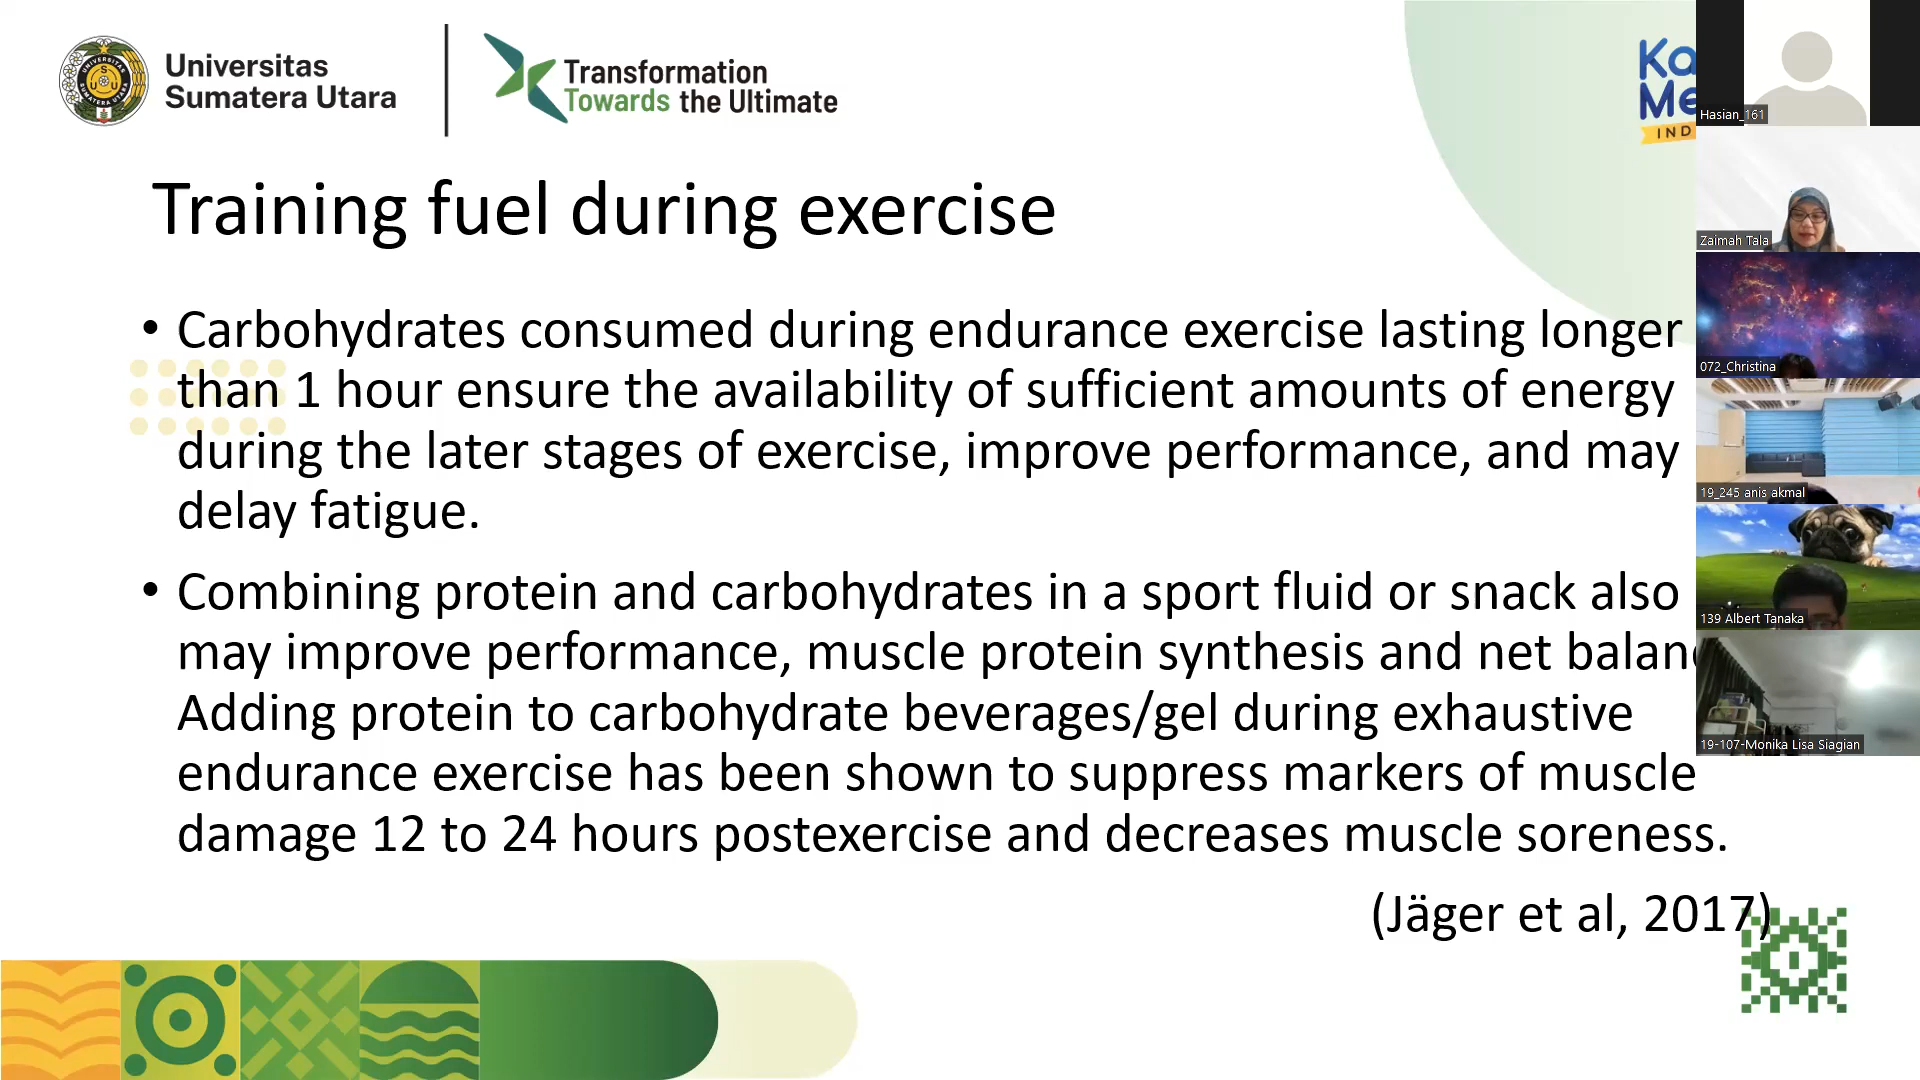 Universitas
Sumatera Utara
Transformation
Towards the Ultimate
IND
Training fuel during exercise
• Carbohydrates consumed during endurance exercise lasting longer
than 1 hour ensure the availability of sufficient amounts of energy
during the later stages of exercise, improve performance, and may
delay fatigue.
• Combining protein and carbohydrates in a sport fluid or snack also
may improve performance, muscle protein synthesis and net
Adding protein to carbohydrate beverages/gel during exhaustive
endurance exercise has been shown to suppress markers of muscle
damage 12 to 24 hours postexercise and decreases muscle soreness.
(Jäger et al, 2017)
Hasian_161
Zaimah Tala
072_Christina
19_245 anis akmal
139 Albert Tanaka
19-107-Monika Lisa Siagian